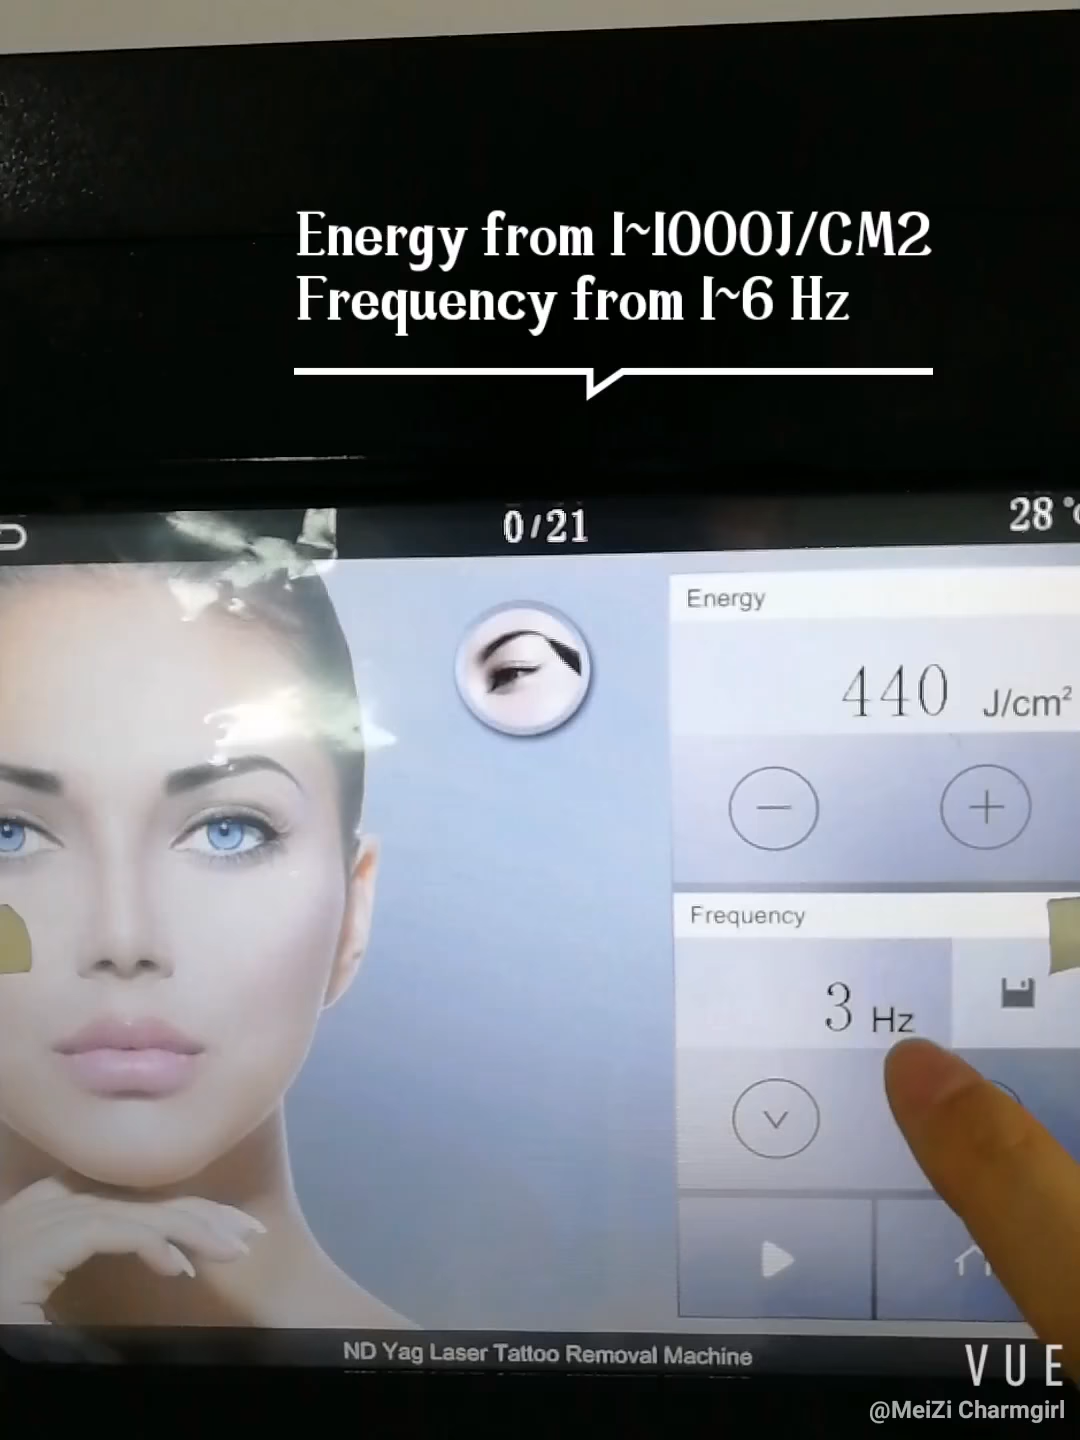 Energy from 1~1000J/CM2
Frequency from 1~6 Hz
0/21
28 °C
Energy
440 J/cm²
Frequency
3 Hz
ND Yag Laser Tattoo Removal Machine
VUE
@MeiZi Charmgirl